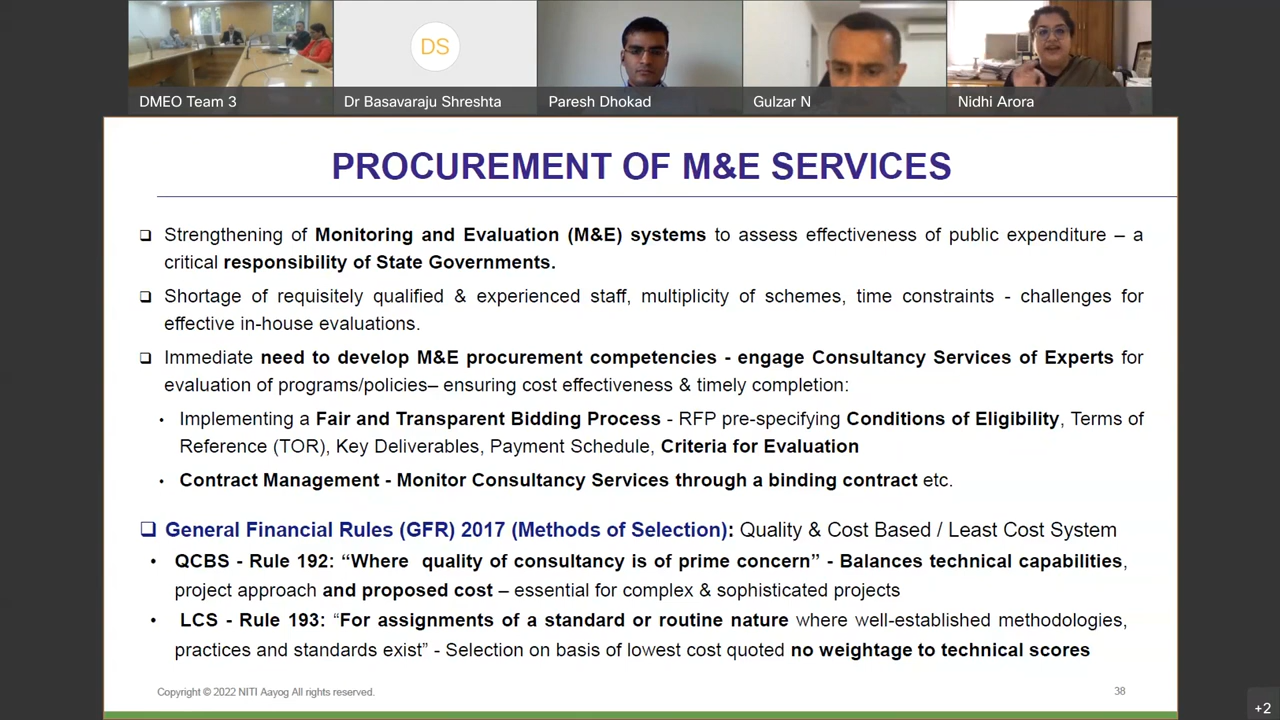 DS
DMEO Team 3
Dr Basavaraju Shreshta
Paresh Dhokad
Gulzar N
Nidhi Arora
PROCUREMENT OF M&E SERVICES
❑ Strengthening of Monitoring and Evaluation (M&E) systems to assess effectiveness of public expenditure – a
critical responsibility of State Governments.
❑ Shortage of requisitely qualified & experienced staff, multiplicity of schemes, time constraints - challenges for
effective in-house evaluations.
❑ Immediate need to develop M&E procurement competencies - engage Consultancy Services of Experts for
evaluation of programs/policies– ensuring cost effectiveness & timely completion:
• Implementing a Fair and Transparent Bidding Process - RFP pre-specifying Conditions of Eligibility, Terms of
Reference (TOR), Key Deliverables, Payment Schedule, Criteria for Evaluation
• Contract Management - Monitor Consultancy Services through a binding contract etc.
❑ General Financial Rules (GFR) 2017 (Methods of Selection): Quality & Cost Based / Least Cost System
• QCBS - Rule 192: “Where quality of consultancy is of prime concern” - Balances technical capabilities,
project approach and proposed cost – essential for complex & sophisticated projects
• LCS - Rule 193: “For assignments of a standard or routine nature where well-established methodologies,
practices and standards exist” - Selection on basis of lowest cost quoted no weightage to technical scores
Copyright © 2022 NITI Aayog All rights reserved.
38
+2